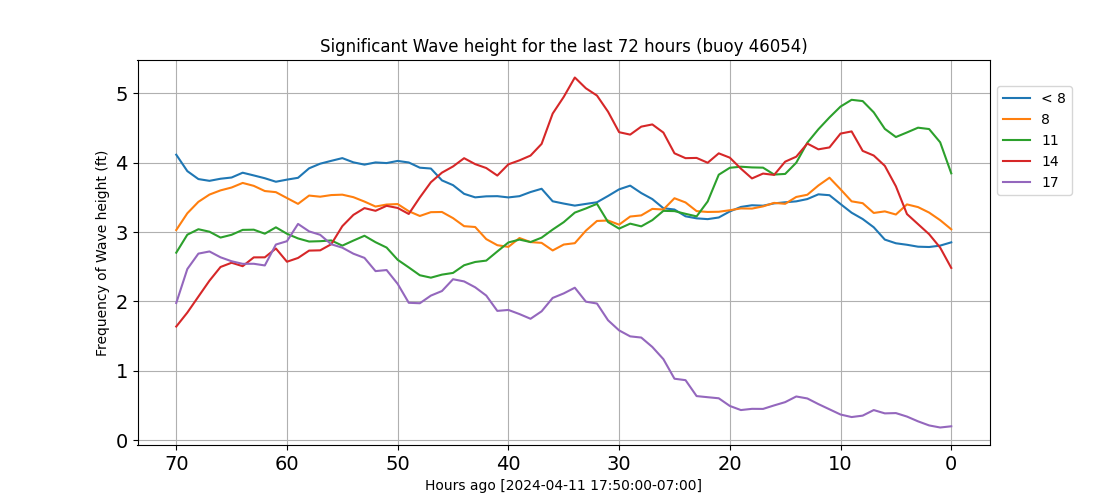 Significant Wave height for the last 72 hours (buoy 46054)
Frequency of Wave height (ft)
5
4
3
2
1
0
70 60 50 40 30 20 10 0
Hours ago [2024-04-11 17:50:00-07:00]
< 8
8
11
14
17